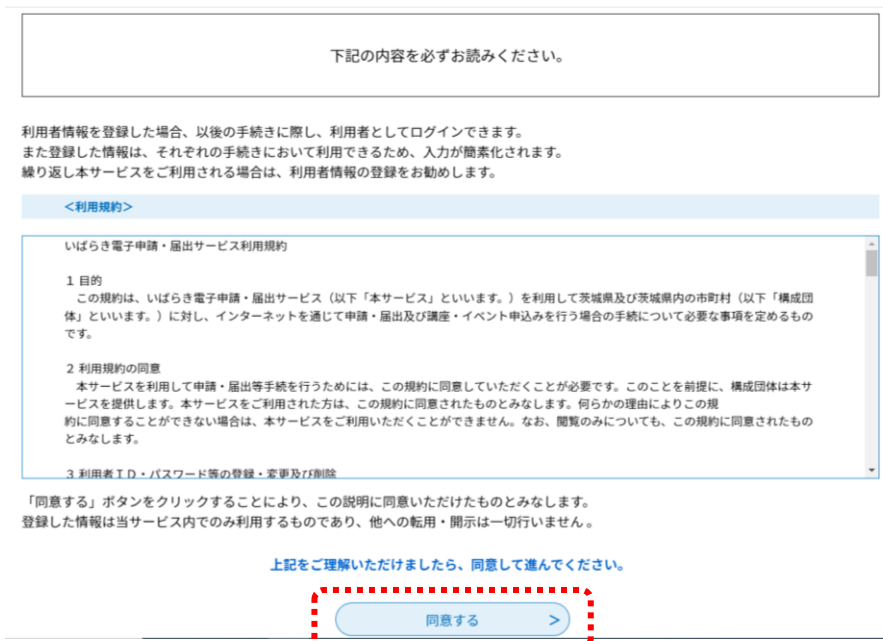 下記の内容を必ずお読みください。
利用者情報を登録した場合、以後の手続きに際し、利用者としてログインできます。
また登録した情報は、それぞれの手続きにおいて利用できるため、入力が簡素化されます。
繰り返し本サービスをご利用される場合は、利用者情報の登録をお勧めします。
＜利用規約＞
いばらき電子申請・届出サービス利用規約
１ 目的
この規約は、いばらき電子申請・届出サービス（以下「本サービス」といいます。）を利用して茨城県及び茨城県内の市町村（以下「構成団
体」といいます。）に対し、インターネットを通じて申請・届出及び講座・イベント申込みを行う場合の手続について必要な事項を定めるもの
です。
２ 利用規約の同意
本サービスを利用して申請・届出等手続を行うためには、この規約に同意していただくことが必要です。このことを前提に、構成団体は本サ
ービスを提供します。本サービスをご利用された方は、この規約に同意されたものとみなします。何らかの理由によりこの規
約に同意することができない場合は、本サービスをご利用いただくことができません。なお、閲覧のみについても、この規約に同意されたもの
とみなします。
３ 利用者ＩＤ・パスワード等の登録・変更及び削除
「同意する」ボタンをクリックすることにより、この説明に同意いただけたものとみなします。
登録した情報は当サービス内でのみ利用するものであり、他への転用・開示は一切行いません。
上記をご理解いただけましたら、同意して進んでください。
同意する ＞